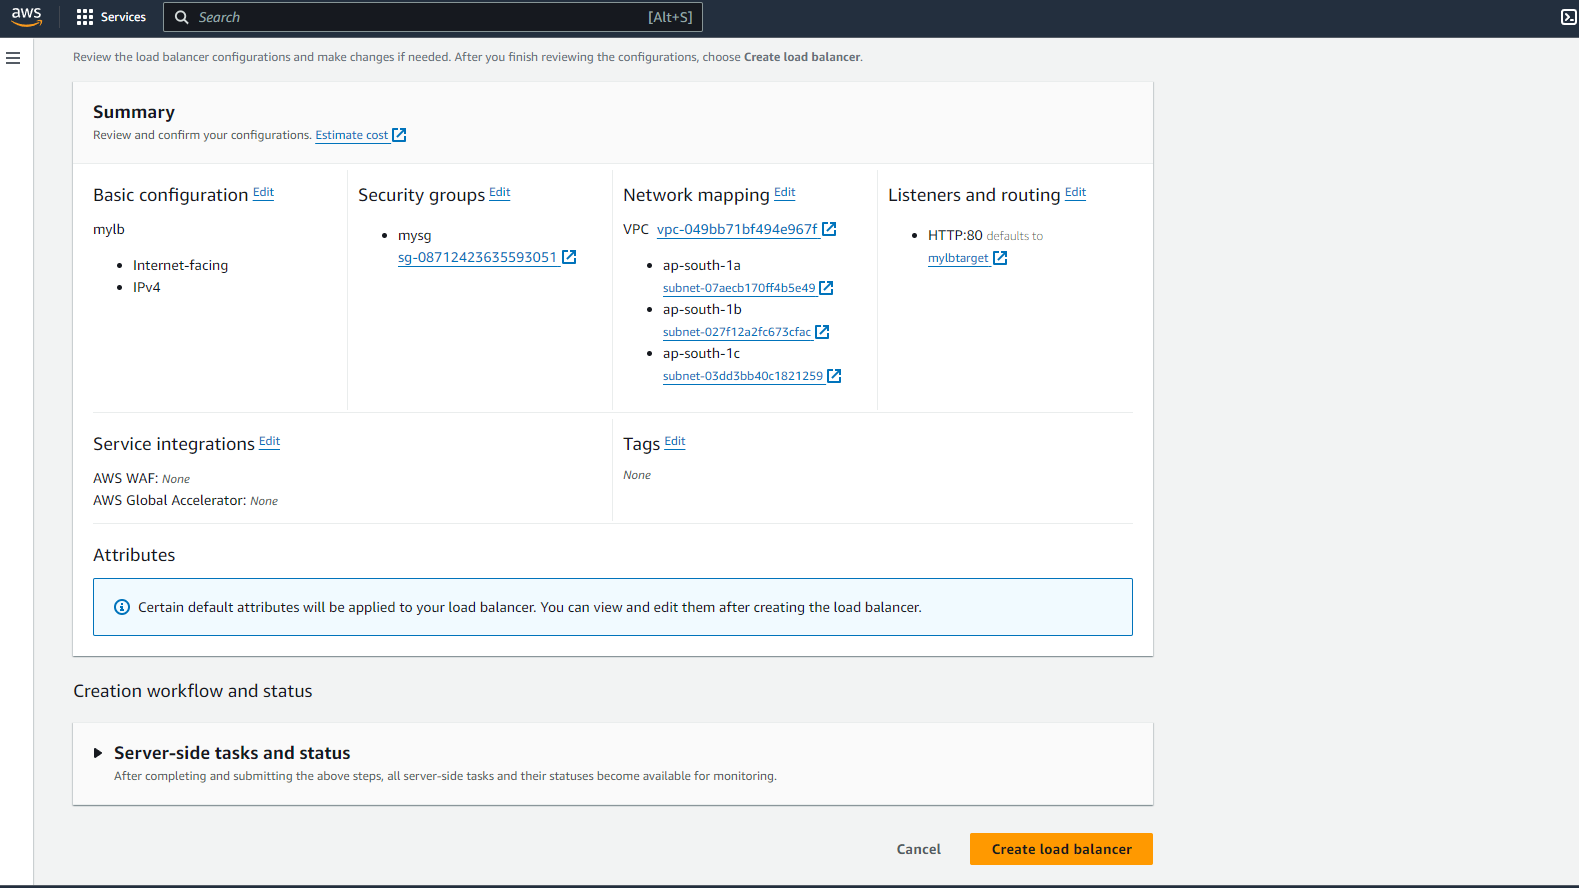 aws
Services
Search
[Alt+S]
Review the load balancer configurations and make changes if needed. After you finish reviewing the configurations, choose Create load balancer.
Summary
Review and confirm your configurations. Estimate cost
Basic configuration Edit
mylb
Internet-facing
IPv4
Security groups Edit
mysg
sg-08712423635593051
Network mapping Edit
VPC vpc-049bb71bf494e967f
ap-south-1a
subnet-07aecb170ff4b5e49
ap-south-1b
subnet-027f12a2fc673cfac
ap-south-1c
subnet-03dd3bb40c1821259
Listeners and routing Edit
HTTP:80 defaults to
mylbtarget
Service integrations Edit
AWS WAF: None
AWS Global Accelerator: None
Tags Edit
None
Attributes
Certain default attributes will be applied to your load balancer. You can view and edit them after creating the load balancer.
Creation workflow and status
Server-side tasks and status
After completing and submitting the above steps, all server-side tasks and their statuses become available for monitoring.
Cancel
Create load balancer